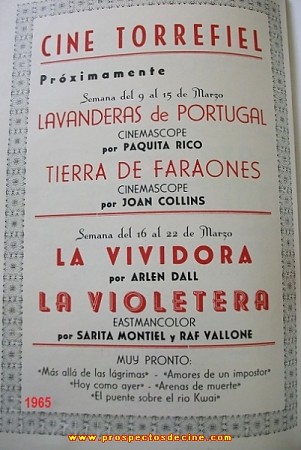 CINE TORREFIEL
Próximamente
Semana del 9 al 15 de Marzo
LAVANDERAS de PORTUGAL
CINEMASCOPE
por PAQUITA RICO
TIERRA DE FARAONES
CINEMASCOPE
por JOAN COLLINS
Semana del 16 al 22 de Marzo
LA VIVIDORA
por ARLEN DALL
LA VIOLETERA
EASTMANCOLOR
por SARITA MONTIEL y RAF VALLONE
MUY PRONTO:
«Más allá de las lágrimas» - «Amores de un impostor»
«Hoy como ayer» - «Arenas de muerte»
«El puente sobre el rio Kwai»
1965
www.prospectosdecine.com